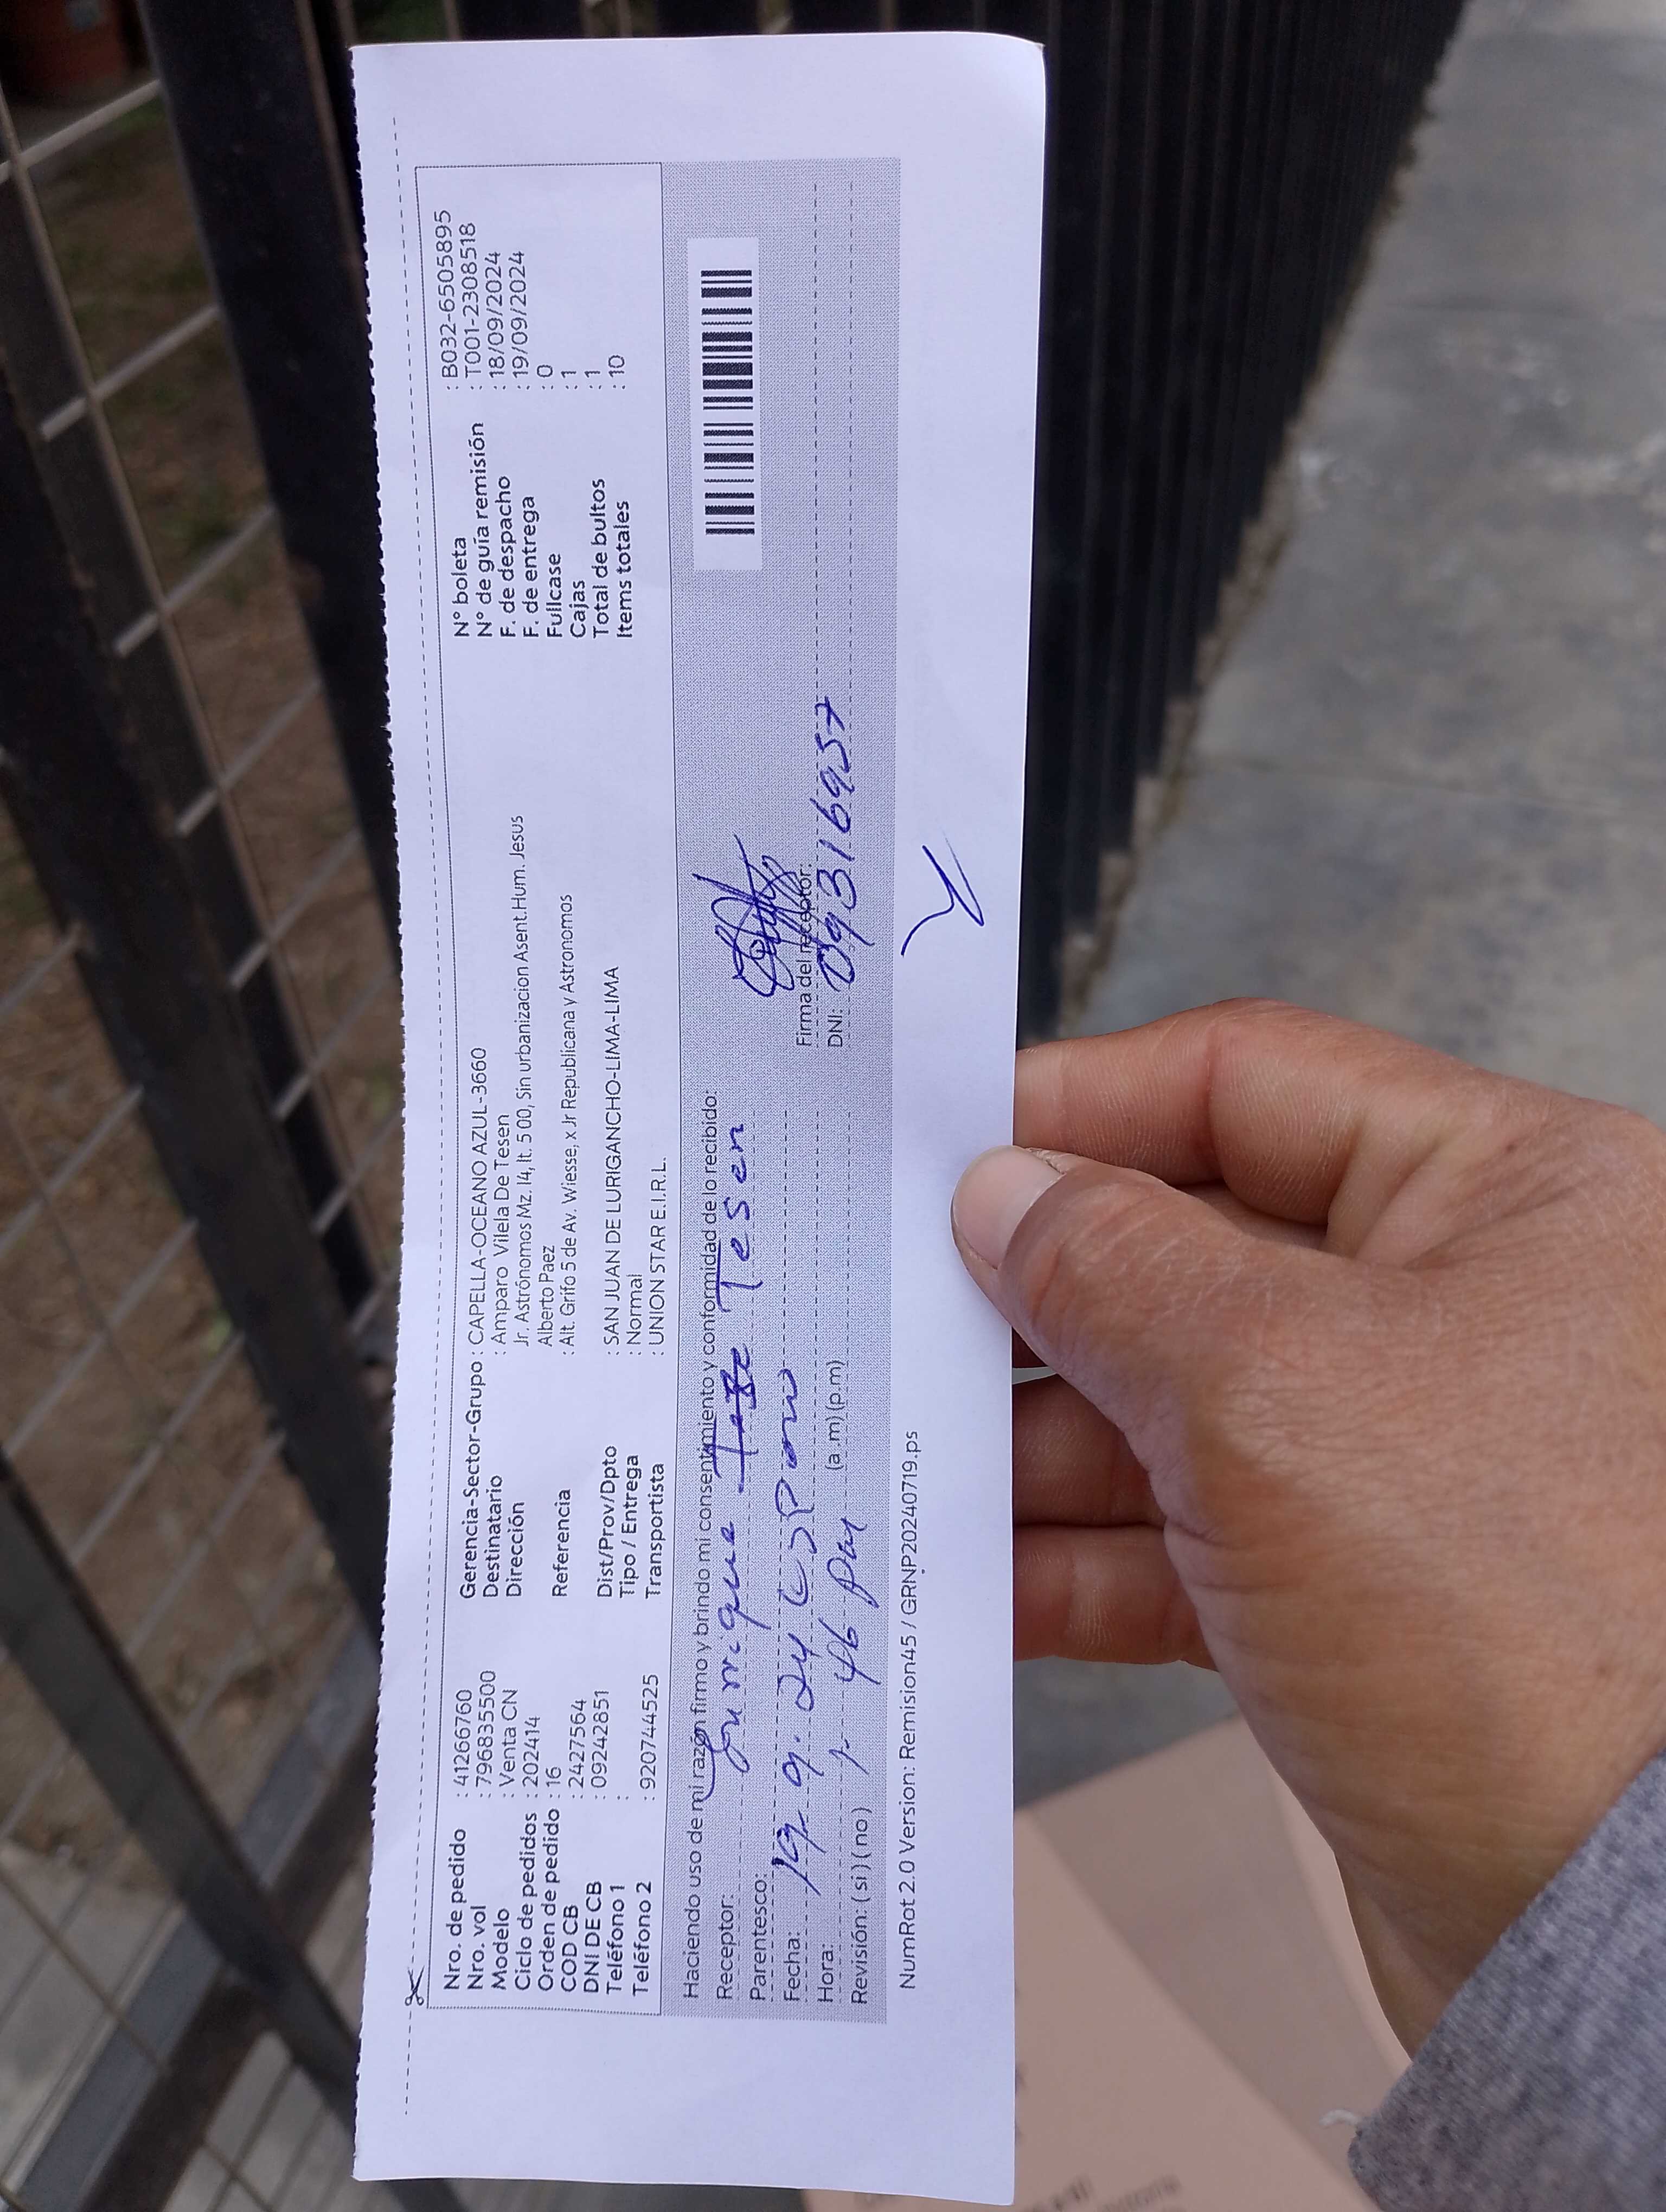 Nro. de pedido : 41266760
Nro. vol : 796835500
Modelo : Venta CN
Ciclo de pedidos : 202414
Orden de pedido : 16
COD CB : 2427564
DNI DE CB : 09242851
Teléfono 1 :
Teléfono 2 : 920744525
Gerencia-Sector-Grupo : CAPELLA-OCEANO AZUL-3660
Destinatario : Amparo Vilela De Tesen
Dirección : Jr. Astrónomos Mz. I4, lt. 5 00, Sin urbanizacion Asent.Hum. Jesus
Alberto Paez
Referencia : Alt. Grifo 5 de Av. Wiesse, x Jr Republicana y Astronomos
Dist/Prov/Dpto : SAN JUAN DE LURIGANCHO-LIMA-LIMA
Tipo / Entrega : Normal
Transportista : UNION STAR E.I.R.L.
N° boleta : B032-6505895
N° de guía remisión : T001-2308518
F. de despacho : 18/09/2024
F. de entrega : 19/09/2024
Fullcase : 0
Cajas : 1
Total de bultos : 1
Items totales : 10
Haciendo uso de mi razón firmo y brindo mi consentimiento y conformidad de lo recibido:
Receptor: Enrique Tesen
Parentesco:
Fecha: 19. 9. 24
Hora: 1. 46 pm (a.m) (p.m)
Revisión: (si) (no)
Firma del receptor:
DNI: 09316957
NumRot 2.0 Version: Remision45 / GRNP20240719.ps